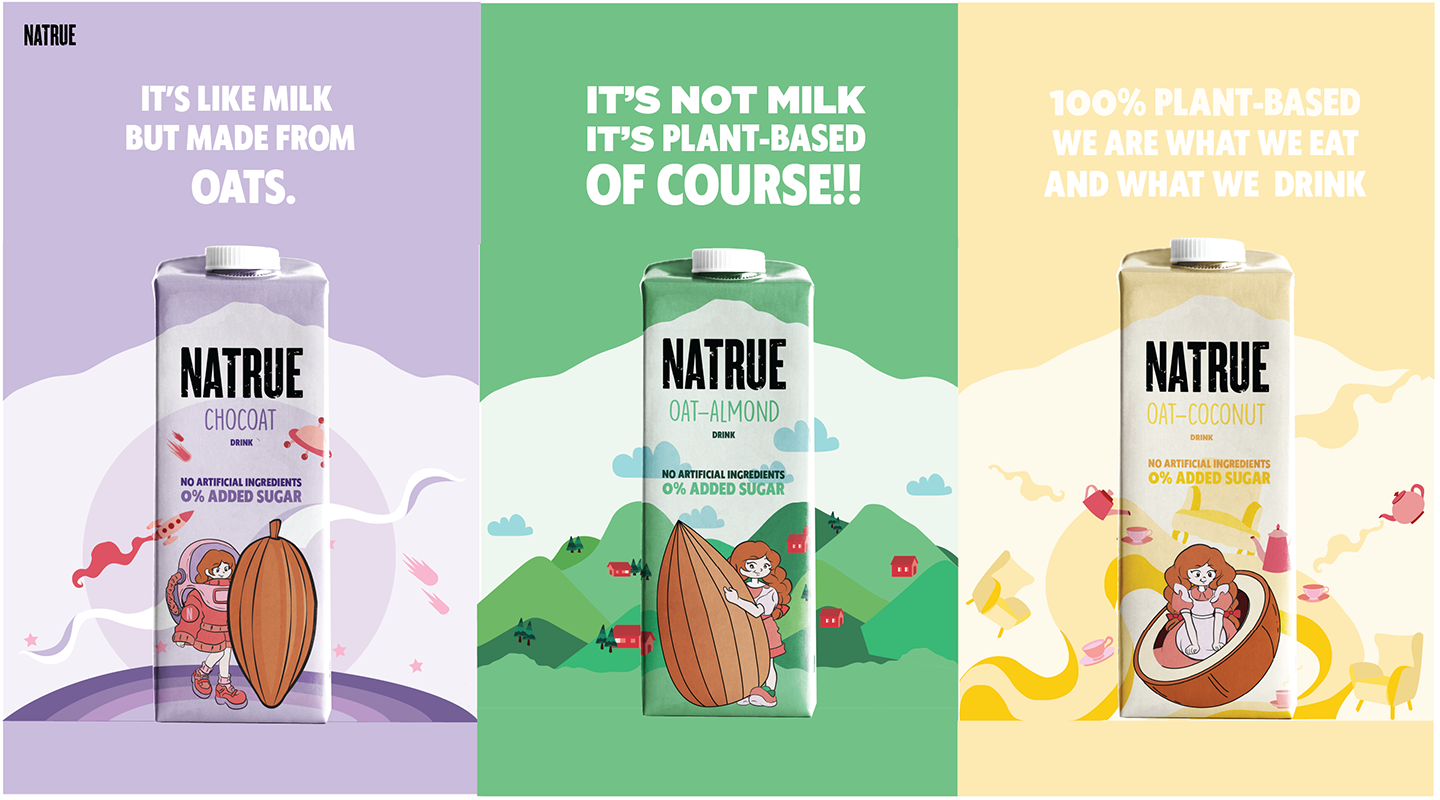 NATRUE
IT'S LIKE MILK
BUT MADE FROM
OATS.
NATRUE
CHOCOAT
DRINK
NO ARTIFICIAL INGREDIENTS
0% ADDED SUGAR
N
IT'S NOT MILK
IT'S PLANT-BASED
OF COURSE!!
NATRUE
OAT-ALMOND
DRINK
NO ARTIFICIAL INGREDIENTS
0% ADDED SUGAR
100% PLANT-BASED
WE ARE WHAT WE EAT
AND WHAT WE DRINK
NATRUE
OAT-COCONUT
DRINK
NO ARTIFICIAL INGREDIENTS
0% ADDED SUGAR